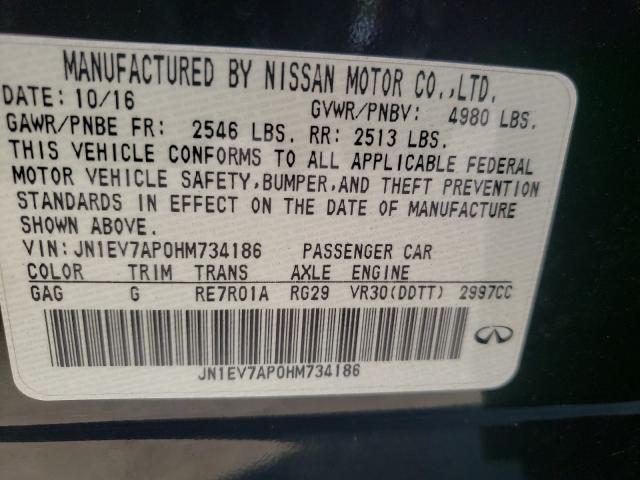 MANUFACTURED BY NISSAN MOTOR CO.,LTD.
DATE: 10/16 GVWR/PNBV: 4980 LBS.
GAWR/PNBE FR: 2546 LBS. RR: 2513 LBS.
THIS VEHICLE CONFORMS TO ALL APPLICABLE FEDERAL
MOTOR VEHICLE SAFETY,BUMPER,AND THEFT PREVENTION
STANDARDS IN EFFECT ON THE DATE OF MANUFACTURE
SHOWN ABOVE.
VIN:JN1EV7AP0HM734186 PASSENGER CAR
COLOR TRIM TRANS AXLE ENGINE
GAG G RE7R01A RG29 VR30(DDTT) 2997CC
JN1EV7AP0HM734186